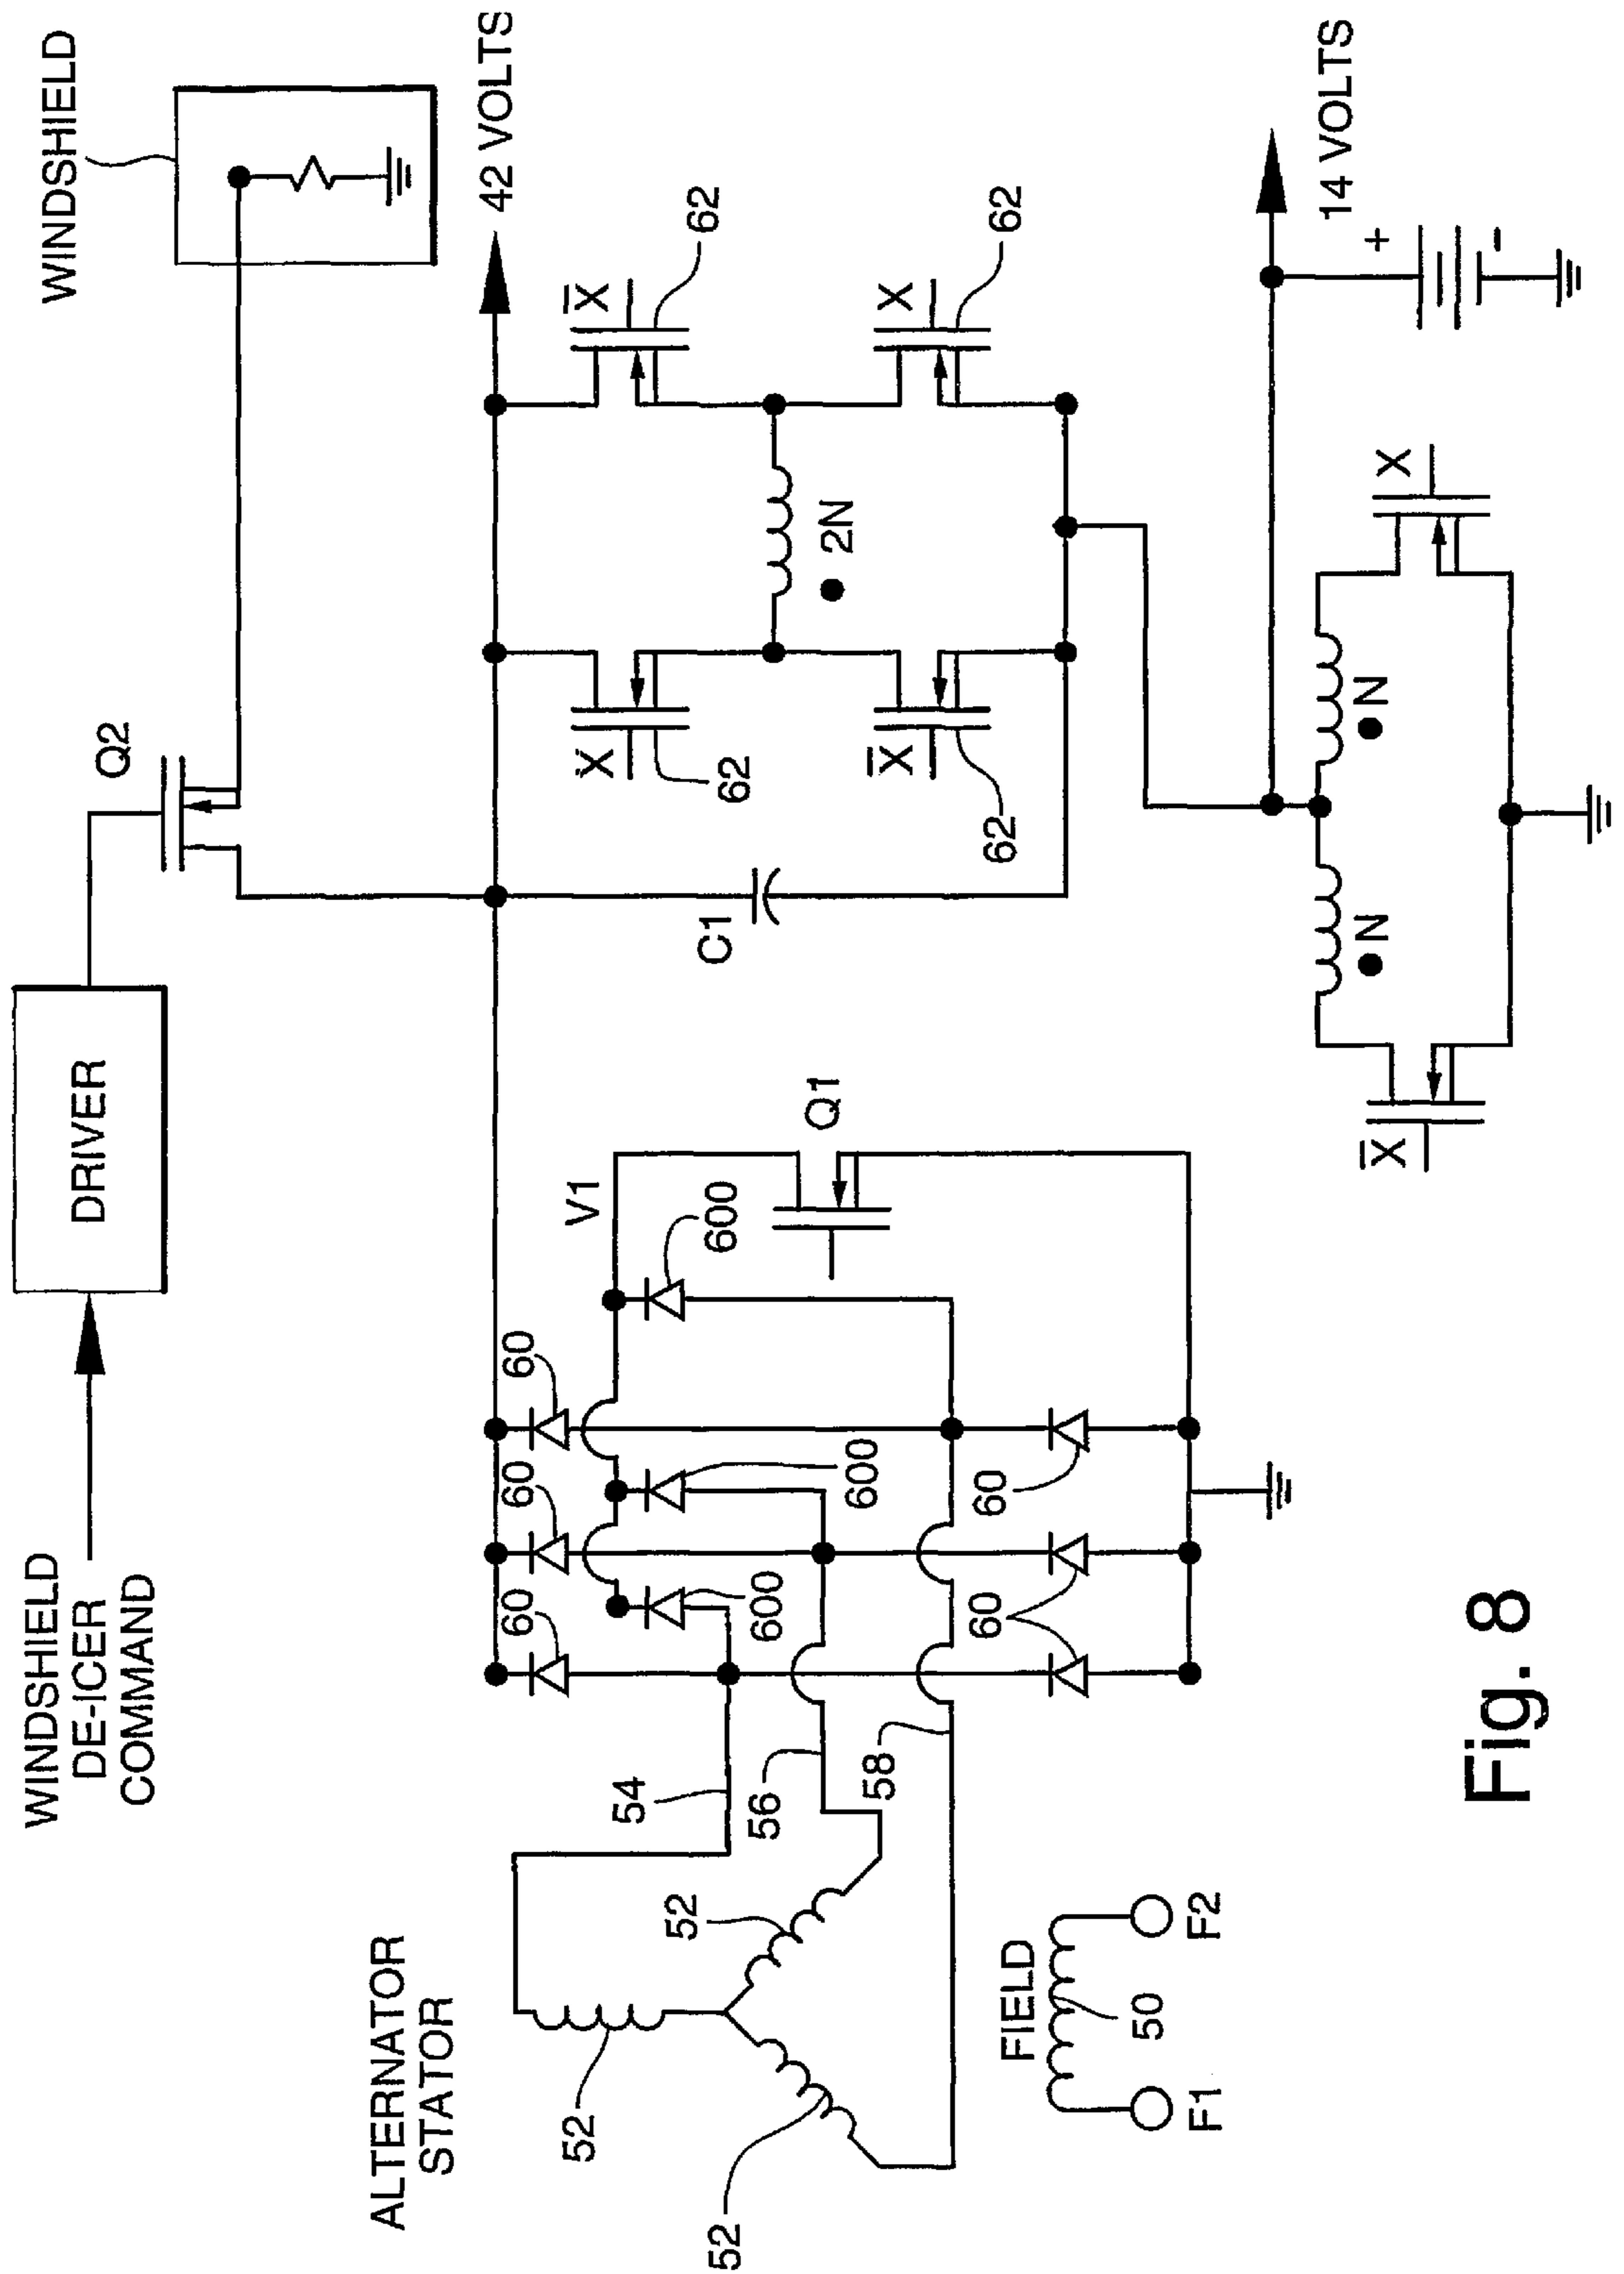 WINDSHIELD
DE-ICER
COMMAND
DRIVER
Q2
WINDSHIELD
42 VOLTS
ALTERNATOR
STATOR
60
60
60
52
54
V1
X
X̄
62
52
56
600
600
600
C1
62
62
52
58
Q1
2N
FIELD
60
60
X̄
X
62
62
50
F1
F2
14 VOLTS
+
-
X̄
N
N
X
Fig. 8